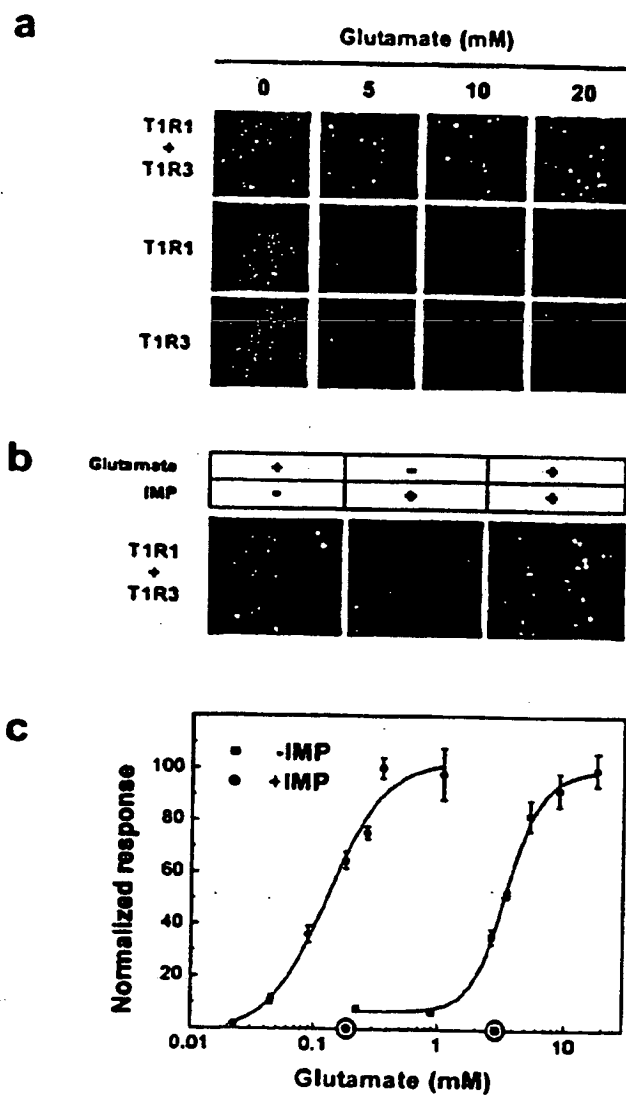 a
Glutamate (mM)
0 5 10 20
T1R1
+
T1R3
T1R1
T1R3
b
Glutamate + - +
IMP - + +
T1R1
+
T1R3
c
-IMP
+IMP
Normalized response
100
80
60
40
20
0.01 0.1 1 10
Glutamate (mM)